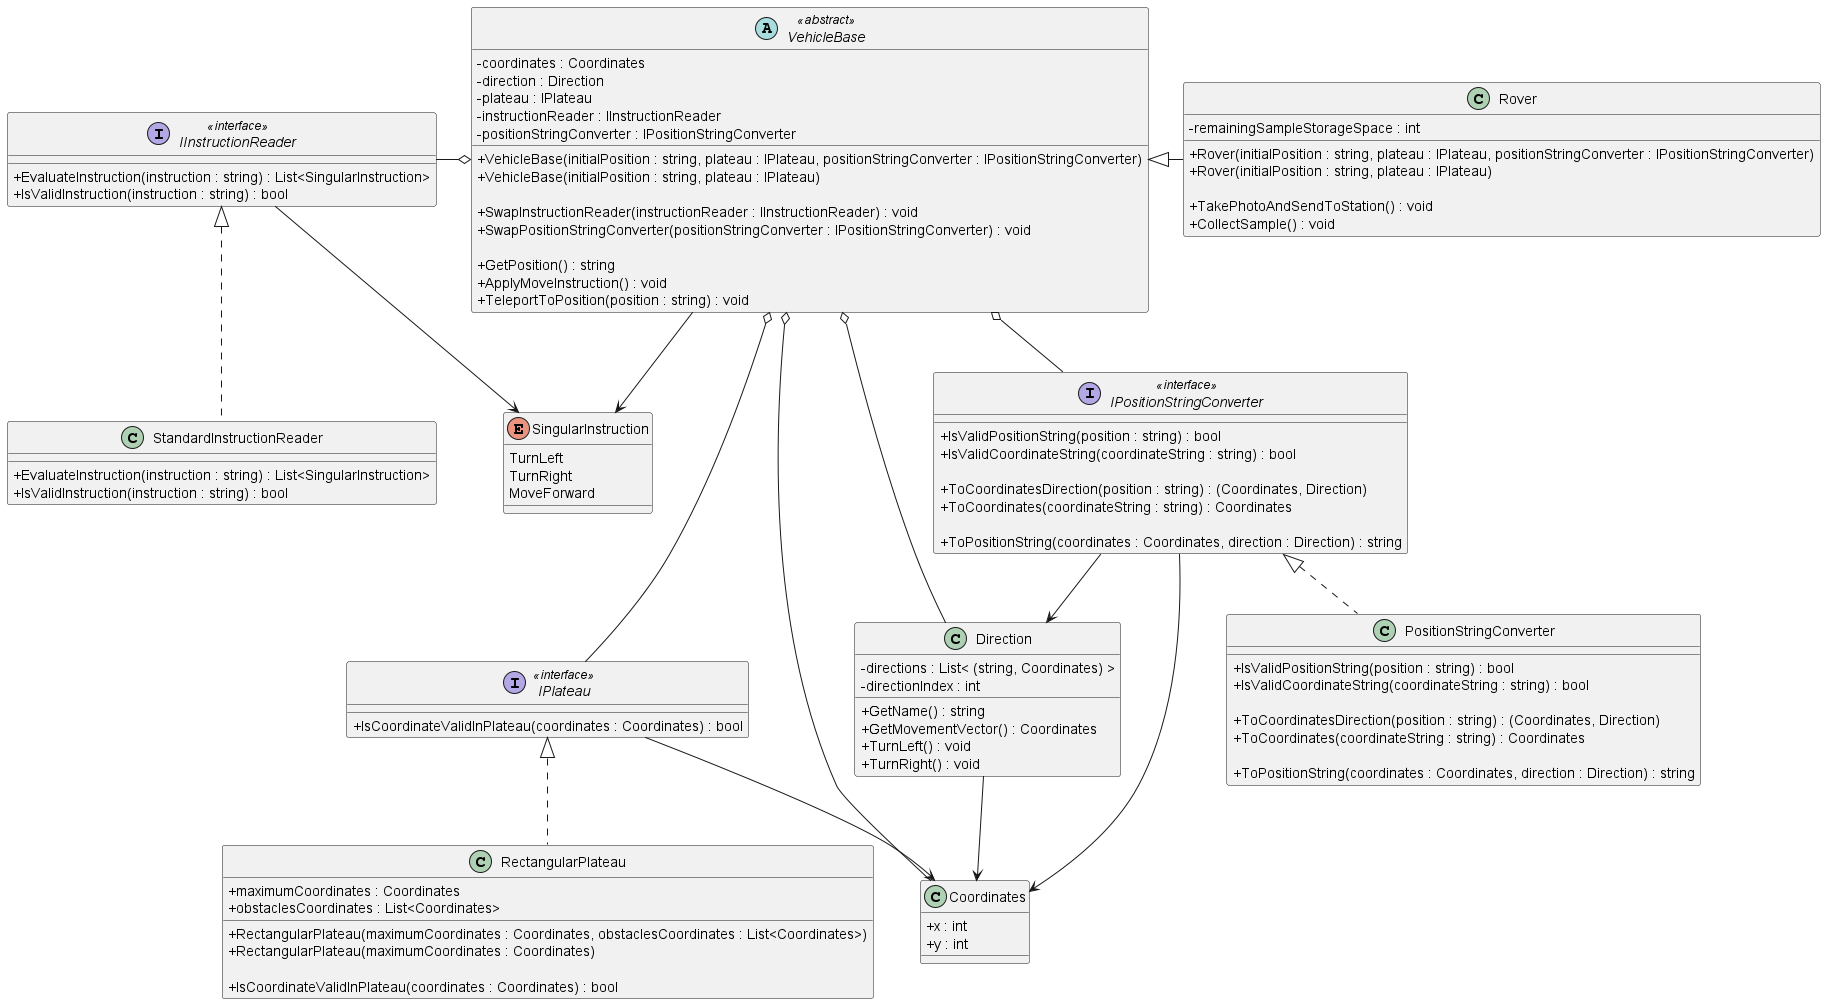 A
«abstract»
VehicleBase
-coordinates : Coordinates
-direction : Direction
-plateau : IPlateau
-instructionReader : IInstructionReader
-positionStringConverter : IPositionStringConverter
+VehicleBase(initialPosition : string, plateau : IPlateau, positionStringConverter : IPositionStringConverter)
+VehicleBase(initialPosition : string, plateau : IPlateau)
+SwapInstructionReader(instructionReader : IInstructionReader) : void
+SwapPositionStringConverter(positionStringConverter : IPositionStringConverter) : void
+GetPosition() : string
+ApplyMoveInstruction() : void
+TeleportToPosition(position : string) : void
C Rover
-remainingSampleStorageSpace : int
+Rover(initialPosition : string, plateau : IPlateau, positionStringConverter : IPositionStringConverter)
+Rover(initialPosition : string, plateau : IPlateau)
+TakePhotoAndSendToStation() : void
+CollectSample() : void
I
«interface»
IInstructionReader
+EvaluateInstruction(instruction : string) : List<SingularInstruction>
+IsValidInstruction(instruction : string) : bool
C StandardInstructionReader
+EvaluateInstruction(instruction : string) : List<SingularInstruction>
+IsValidInstruction(instruction : string) : bool
E SingularInstruction
TurnLeft
TurnRight
MoveForward
I
«interface»
IPositionStringConverter
+IsValidPositionString(position : string) : bool
+IsValidCoordinateString(coordinateString : string) : bool
+ToCoordinatesDirection(position : string) : (Coordinates, Direction)
+ToCoordinates(coordinateString : string) : Coordinates
+ToPositionString(coordinates : Coordinates, direction : Direction) : string
C PositionStringConverter
+IsValidPositionString(position : string) : bool
+IsValidCoordinateString(coordinateString : string) : bool
+ToCoordinatesDirection(position : string) : (Coordinates, Direction)
+ToCoordinates(coordinateString : string) : Coordinates
+ToPositionString(coordinates : Coordinates, direction : Direction) : string
C Direction
-directions : List< (string, Coordinates) >
-directionIndex : int
+GetName() : string
+GetMovementVector() : Coordinates
+TurnLeft() : void
+TurnRight() : void
I
«interface»
IPlateau
+IsCoordinateValidInPlateau(coordinates : Coordinates) : bool
C RectangularPlateau
+maximumCoordinates : Coordinates
+obstaclesCoordinates : List<Coordinates>
+RectangularPlateau(maximumCoordinates : Coordinates, obstaclesCoordinates : List<Coordinates>)
+RectangularPlateau(maximumCoordinates : Coordinates)
+IsCoordinateValidInPlateau(coordinates : Coordinates) : bool
C Coordinates
+x : int
+y : int